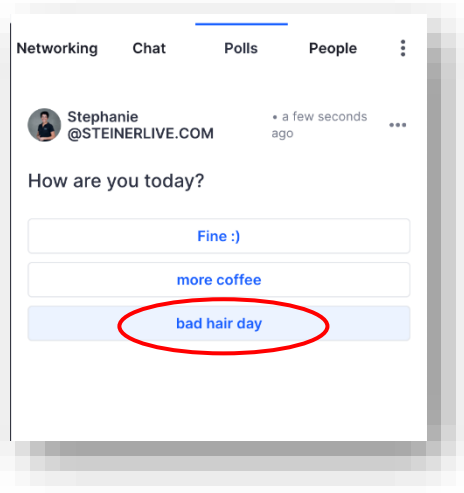 Networking Chat Polls People
Stephanie • a few seconds
@STEINERLIVE.COM ago
How are you today?
Fine :)
more coffee
bad hair day